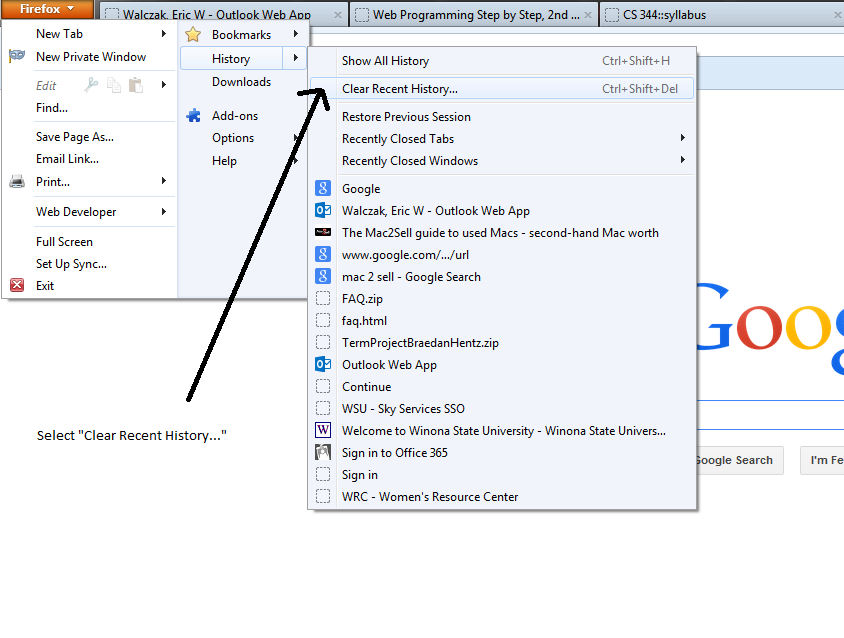 Firefox
Walczak, Eric W - Outlook Web App
Web Programming Step by Step, 2nd ...
CS 344::syllabus
New Tab
New Private Window
Edit
Find...
Save Page As...
Email Link...
Print...
Web Developer
Full Screen
Set Up Sync...
Exit
Bookmarks
History
Downloads
Add-ons
Options
Help
Show All History Ctrl+Shift+H
Clear Recent History... Ctrl+Shift+Del
Restore Previous Session
Recently Closed Tabs
Recently Closed Windows
Google
Walczak, Eric W - Outlook Web App
The Mac2Sell guide to used Macs - second-hand Mac worth
www.google.com/.../url
mac 2 sell - Google Search
FAQ.zip
faq.html
TermProjectBraedanHentz.zip
Outlook Web App
Continue
WSU - Sky Services SSO
Welcome to Winona State University - Winona State Univers...
Sign in to Office 365
Sign in
WRC - Women's Resource Center
Goog
Google Search
I'm Fe
Select "Clear Recent History..."